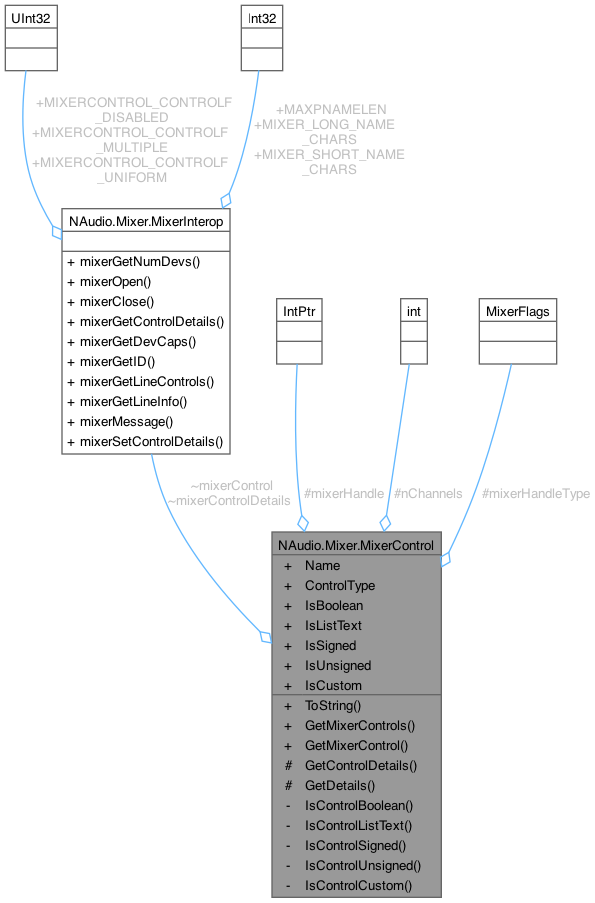 UInt32
Int32
+MIXERCONTROL_CONTROLF
_DISABLED
+MIXERCONTROL_CONTROLF
_MULTIPLE
+MIXERCONTROL_CONTROLF
_UNIFORM
+MAXPNAMELEN
+MIXER_LONG_NAME
_CHARS
+MIXER_SHORT_NAME
_CHARS
NAudio.Mixer.MixerInterop
+ mixerGetNumDevs()
+ mixerOpen()
+ mixerClose()
+ mixerGetControlDetails()
+ mixerGetDevCaps()
+ mixerGetID()
+ mixerGetLineControls()
+ mixerGetLineInfo()
+ mixerMessage()
+ mixerSetControlDetails()
IntPtr
int
MixerFlags
~mixerControl
~mixerControlDetails
#mixerHandle
#nChannels
#mixerHandleType
NAudio.Mixer.MixerControl
+ Name
+ ControlType
+ IsBoolean
+ IsListText
+ IsSigned
+ IsUnsigned
+ IsCustom
+ ToString()
+ GetMixerControls()
+ GetMixerControl()
# GetControlDetails()
# GetDetails()
- IsControlBoolean()
- IsControlListText()
- IsControlSigned()
- IsControlUnsigned()
- IsControlCustom()